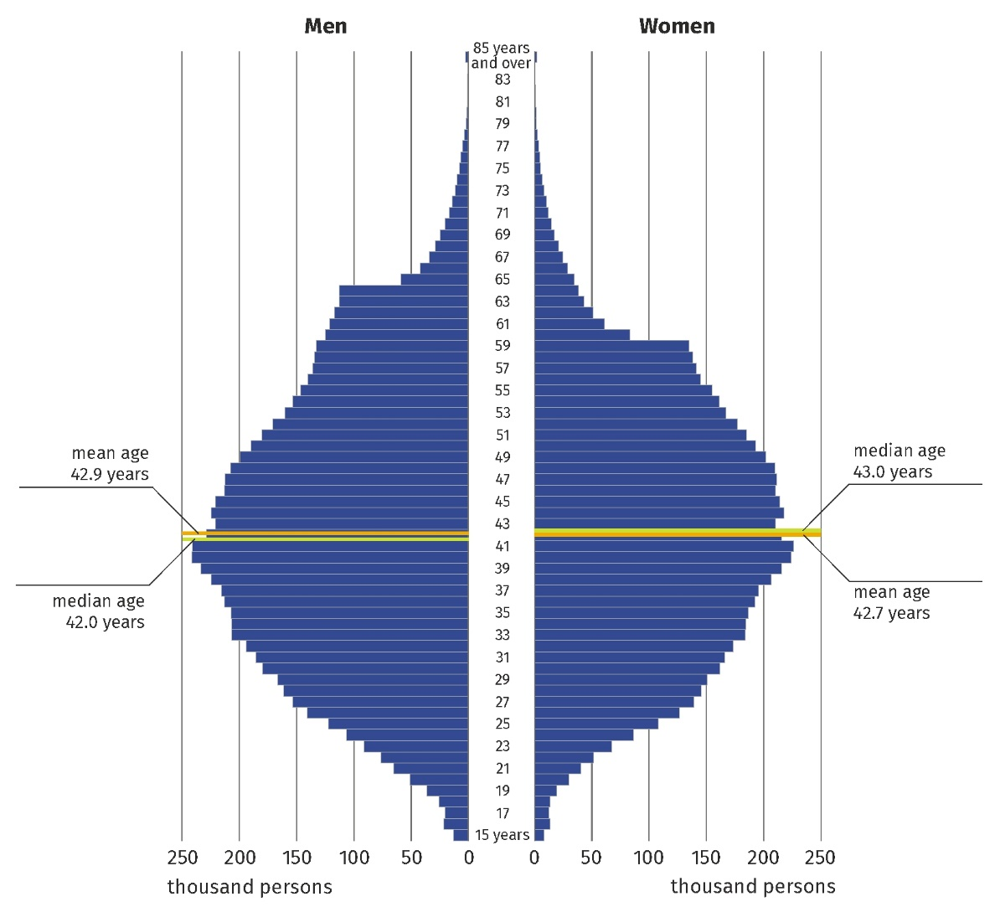 Men
Women
85 years
and over
83
81
79
77
75
73
71
69
67
65
63
61
59
57
55
53
51
49
47
45
43
41
39
37
35
33
31
29
27
25
23
21
19
17
15 years
mean age
42.9 years
median age
42.0 years
median age
43.0 years
mean age
42.7 years
250 200 150 100 50 0
0 50 100 150 200 250
thousand persons
thousand persons